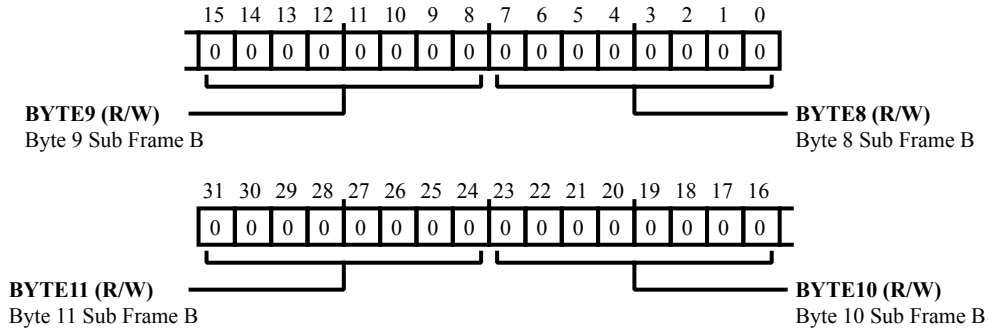 15 14 13 12 11 10 9 8 7 6 5 4 3 2 1 0
0 0 0 0 0 0 0 0 0 0 0 0 0 0 0 0
BYTE9 (R/W) BYTE8 (R/W)
Byte 9 Sub Frame B Byte 8 Sub Frame B
31 30 29 28 27 26 25 24 23 22 21 20 19 18 17 16
0 0 0 0 0 0 0 0 0 0 0 0 0 0 0 0
BYTE11 (R/W) BYTE10 (R/W)
Byte 11 Sub Frame B Byte 10 Sub Frame B